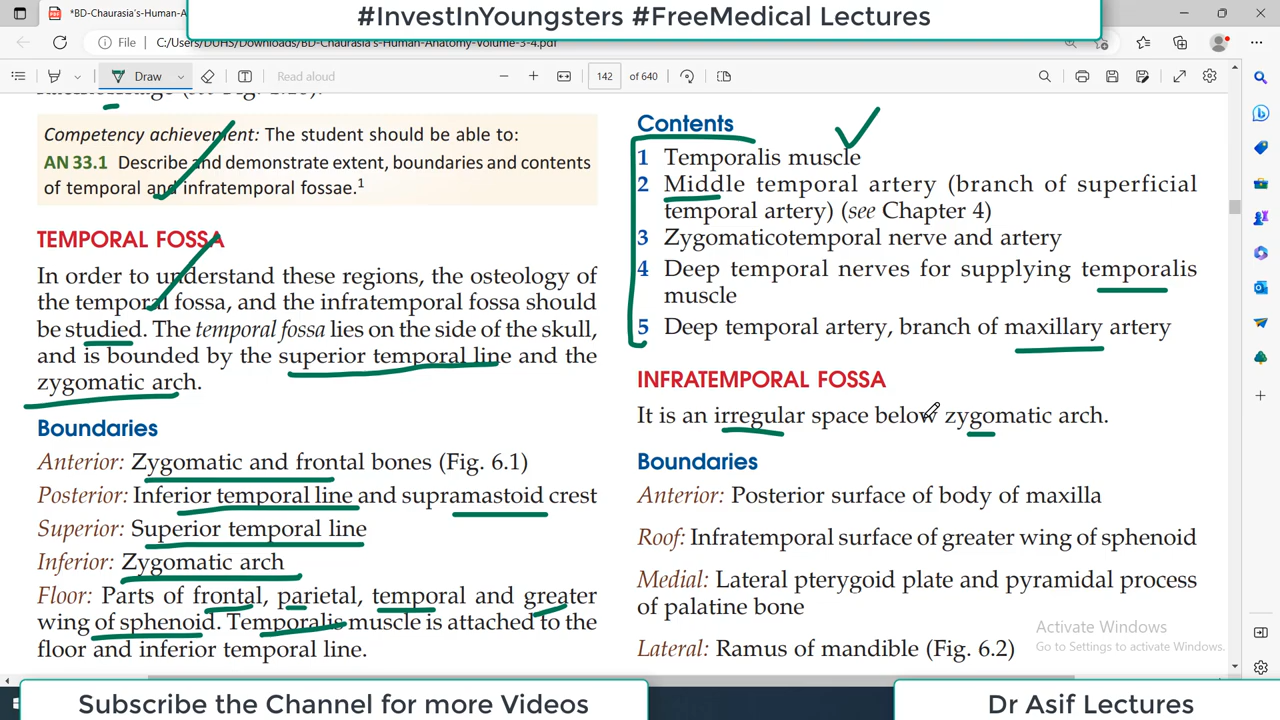 #InvestInYoungsters #FreeMedical Lectures
*BD-Chaurasia's-Human-A
File
C:/Users/DUHS/Downloads/BD-Chaurasia's-Human-Anatomy-Volume-3-4.pdf
Draw
Read aloud
142
of 640
Competency achievement: The student should be able to:
AN 33.1 Describe and demonstrate extent, boundaries and contents
of temporal and infratemporal fossae.1
TEMPORAL FOSSA
In order to understand these regions, the osteology of
the temporal fossa, and the infratemporal fossa should
be studied. The temporal fossa lies on the side of the skull,
and is bounded by the superior temporal line and the
zygomatic arch.
Boundaries
Anterior: Zygomatic and frontal bones (Fig. 6.1)
Posterior: Inferior temporal line and supramastoid crest
Superior: Superior temporal line
Inferior: Zygomatic arch
Floor: Parts of frontal, parietal, temporal and greater
wing of sphenoid. Temporalis muscle is attached to the
floor and inferior temporal line.
Contents
1 Temporalis muscle
2 Middle temporal artery (branch of superficial
temporal artery) (see Chapter 4)
3 Zygomaticotemporal nerve and artery
4 Deep temporal nerves for supplying temporalis
muscle
5 Deep temporal artery, branch of maxillary artery
INFRATEMPORAL FOSSA
It is an irregular space below zygomatic arch.
Boundaries
Anterior: Posterior surface of body of maxilla
Roof: Infratemporal surface of greater wing of sphenoid
Medial: Lateral pterygoid plate and pyramidal process
of palatine bone
Lateral: Ramus of mandible (Fig. 6.2)
Activate Windows
Go to Settings to activate Windows.
Subscribe the Channel for more Videos
Dr Asif Lectures